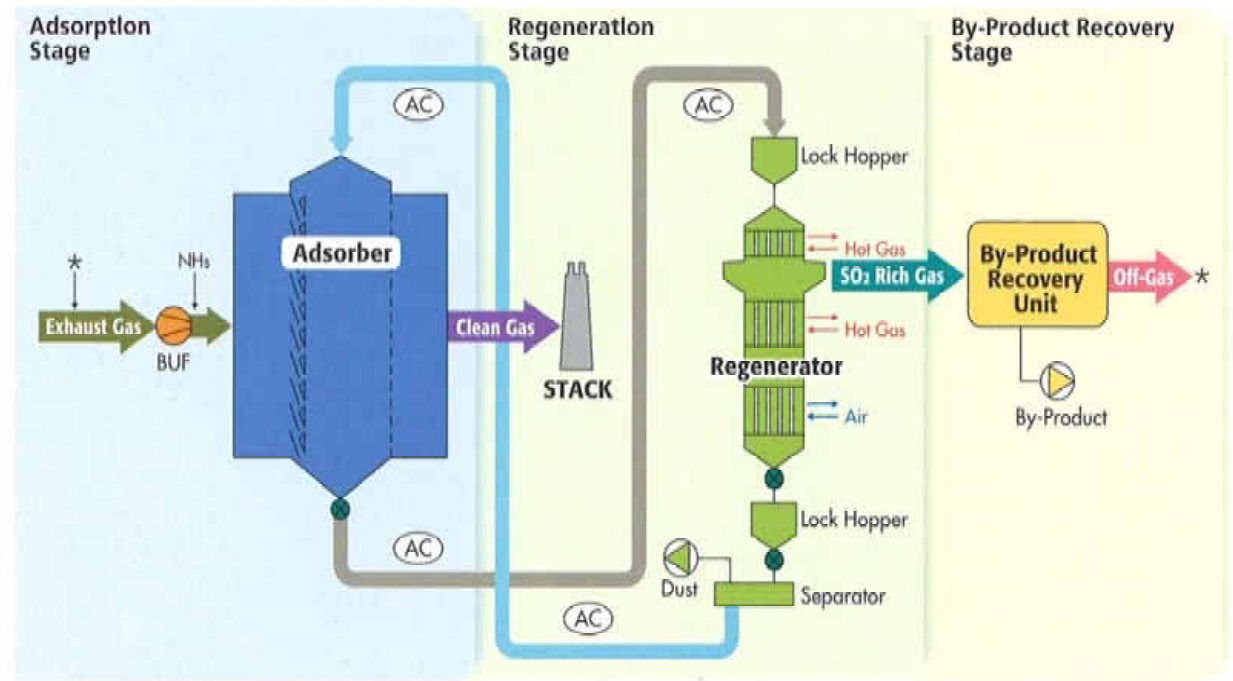 Adsorption
Stage
Regeneration
Stage
By-Product Recovery
Stage
AC
AC
Lock Hopper
Adsorber
*
NHs
Exhaust Gas
BUF
Clean Gas
STACK
Hot Gas
SO₂ Rich Gas
Hot Gas
Regenerator
Air
By-Product
Recovery
Unit
Off-Gas
*
By-Product
Lock Hopper
AC
Dust
Separator
AC